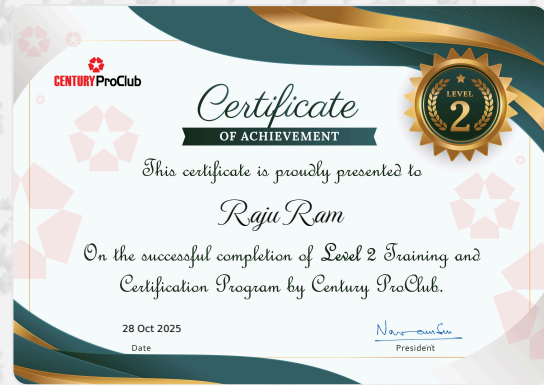 CENTURY ProClub
LEVEL
2
Certificate
OF ACHIEVEMENT
This certificate is proudly presented to
Raju Ram
On the successful completion of Level 2 Training and
Certification Program by Century ProClub.
28 Oct 2025
Date
President